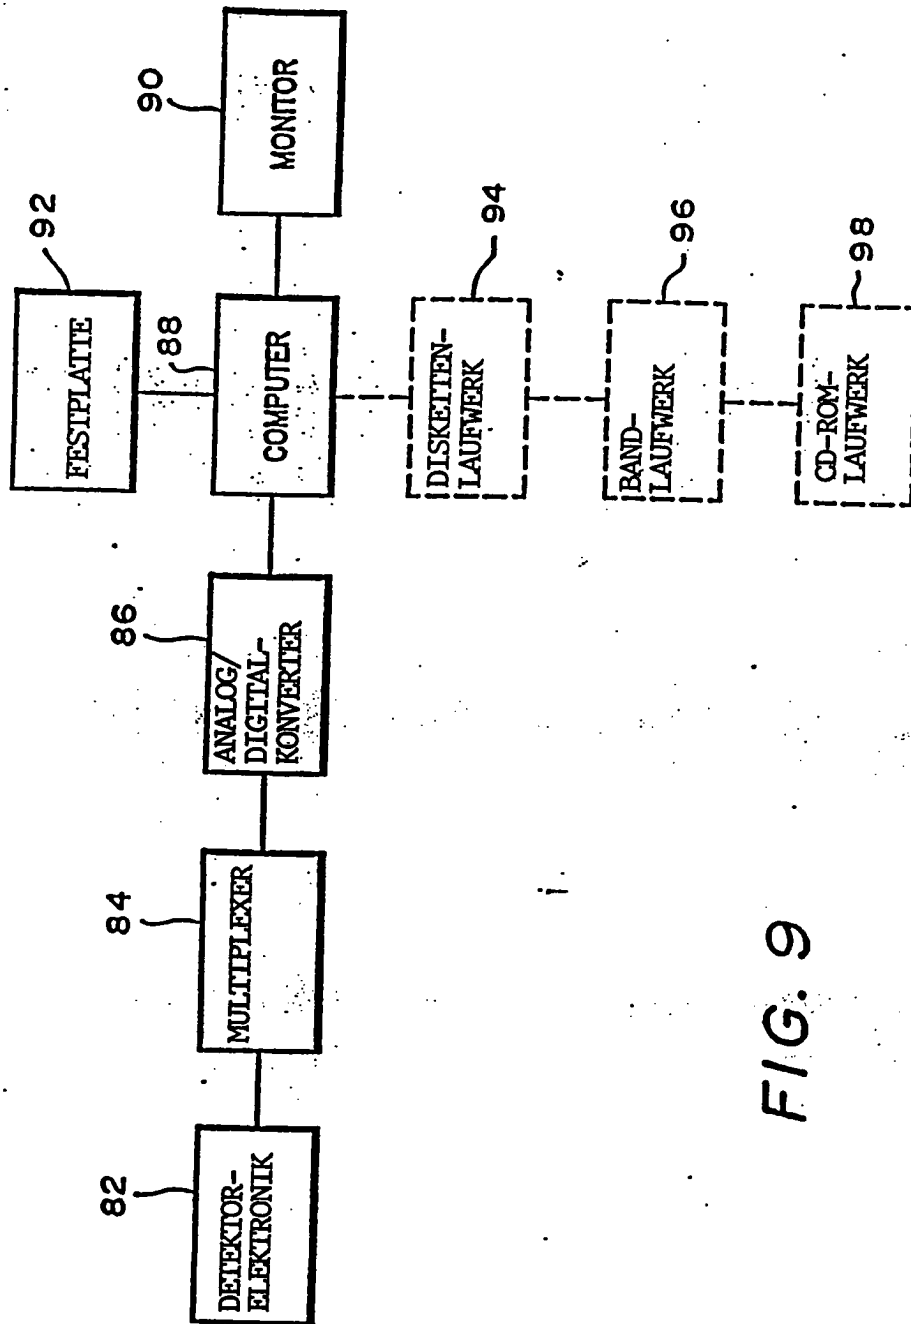 92
FESTPLATTE
82
DETEKTOR-
ELEKTRONIK
84
MULTIPLEXER
86
ANALOG/
DIGITAL-
KONVERTER
88
COMPUTER
90
MONITOR
94
DISKETTEN-
LAUFWERK
96
BAND-
LAUFWERK
98
CD-ROM-
LAUFWERK
FIG. 9